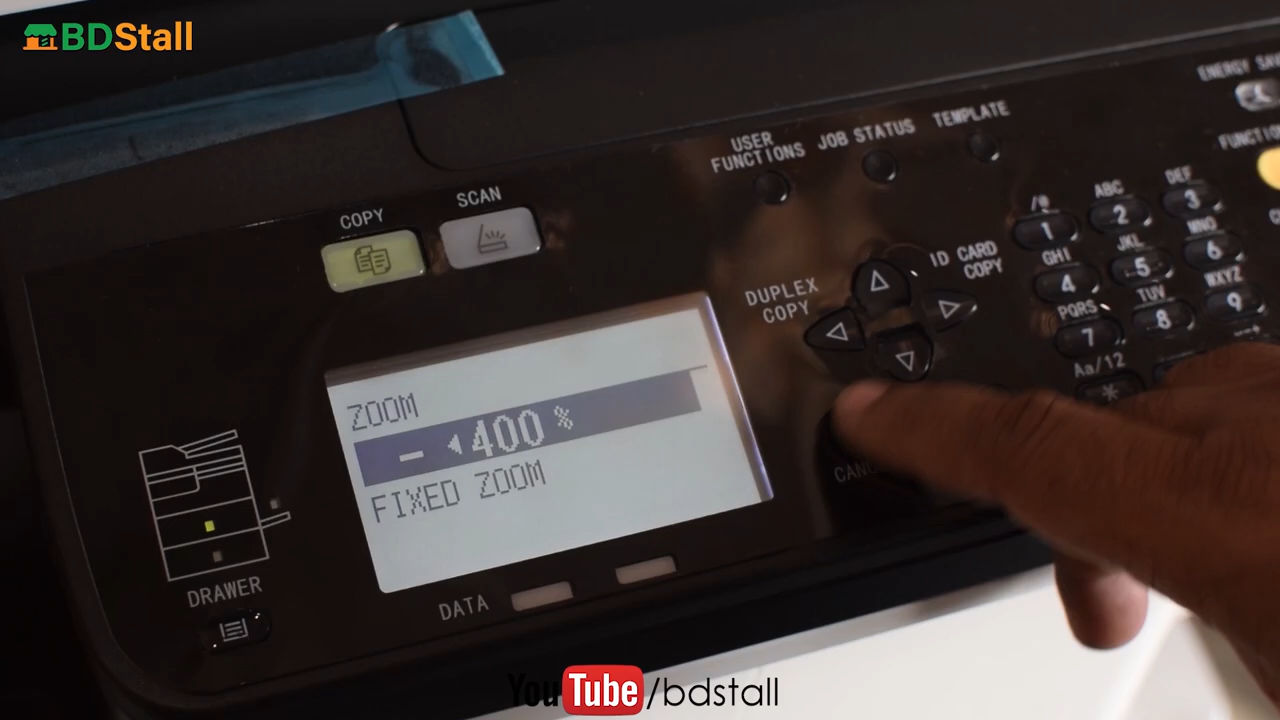 BDStall
ENERGY SAV
TEMPLATE
JOB STATUS
USER
FUNCTIONS
FUNCTIO
COPY
SCAN
/@
1
ABC
2
DEF
3
GHI
4
JKL
5
MNO
6
PQRS
7
TUV
8
WXYZ
9
Aa/12
*
ID CARD
COPY
DUPLEX
COPY
ZOOM
- 400 %
FIXED ZOOM
CANC
DRAWER
DATA
YouTube/bdstall